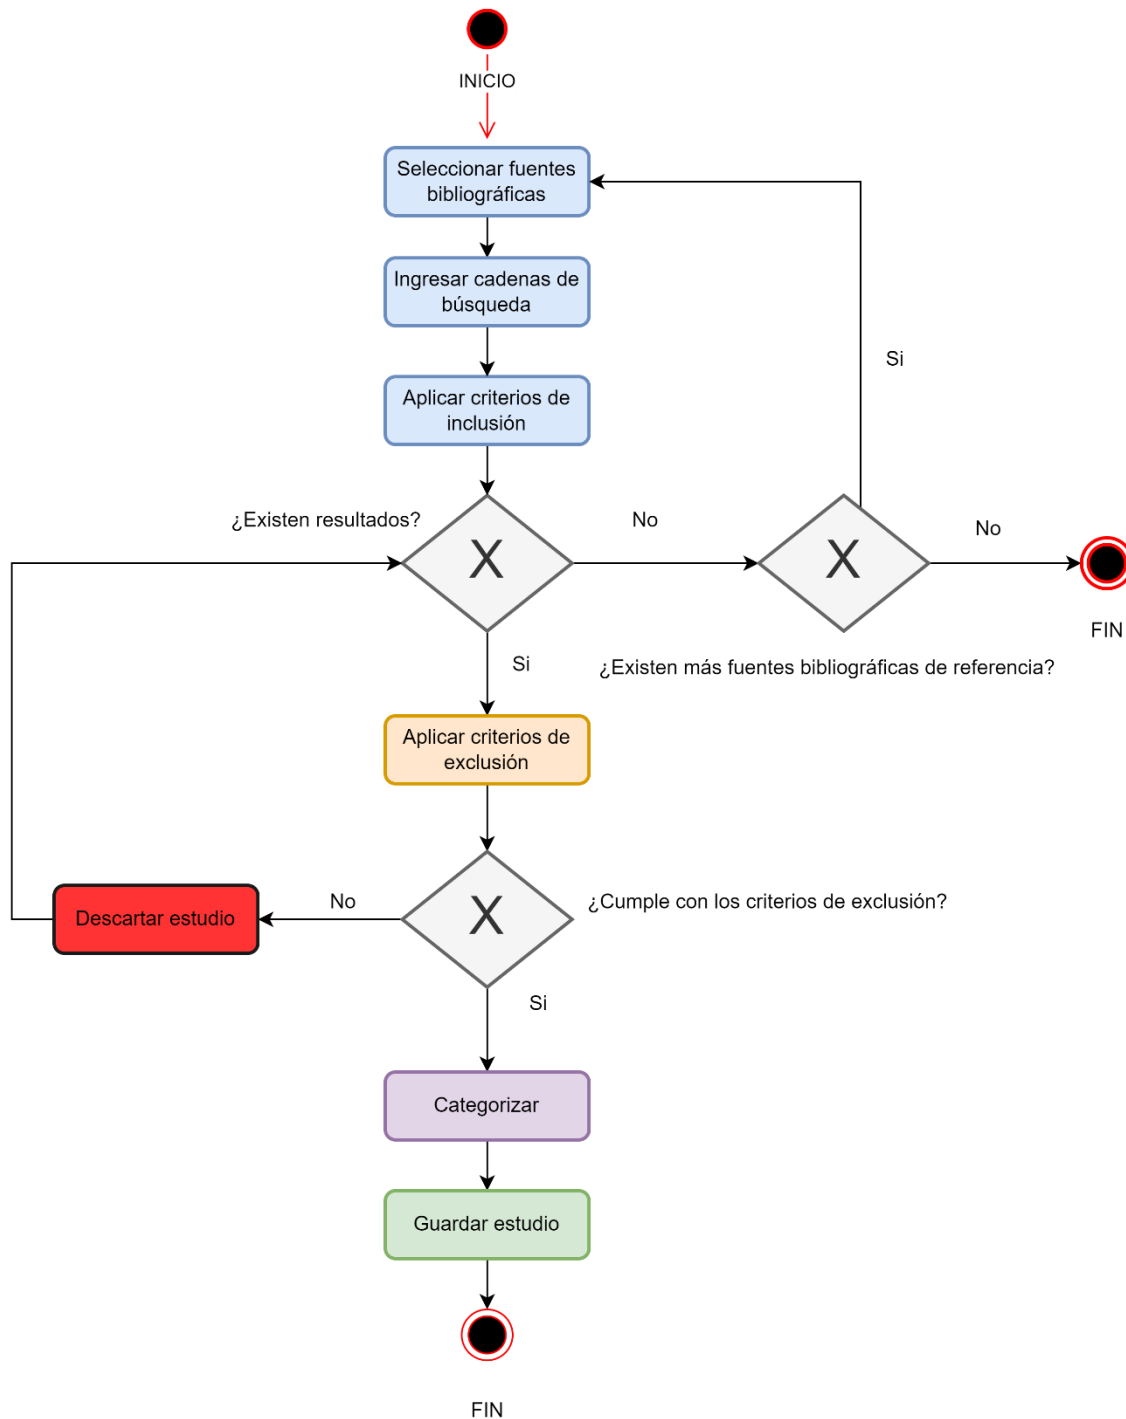 INICIO
Seleccionar fuentes
bibliográficas
Ingresar cadenas de
búsqueda
Si
Aplicar criterios de
inclusión
¿Existen resultados?
No
No
X
X
FIN
Si
¿Existen más fuentes bibliográficas de referencia?
Aplicar criterios de
exclusión
No
¿Cumple con los criterios de exclusión?
Descartar estudio
X
Si
Categorizar
Guardar estudio
FIN